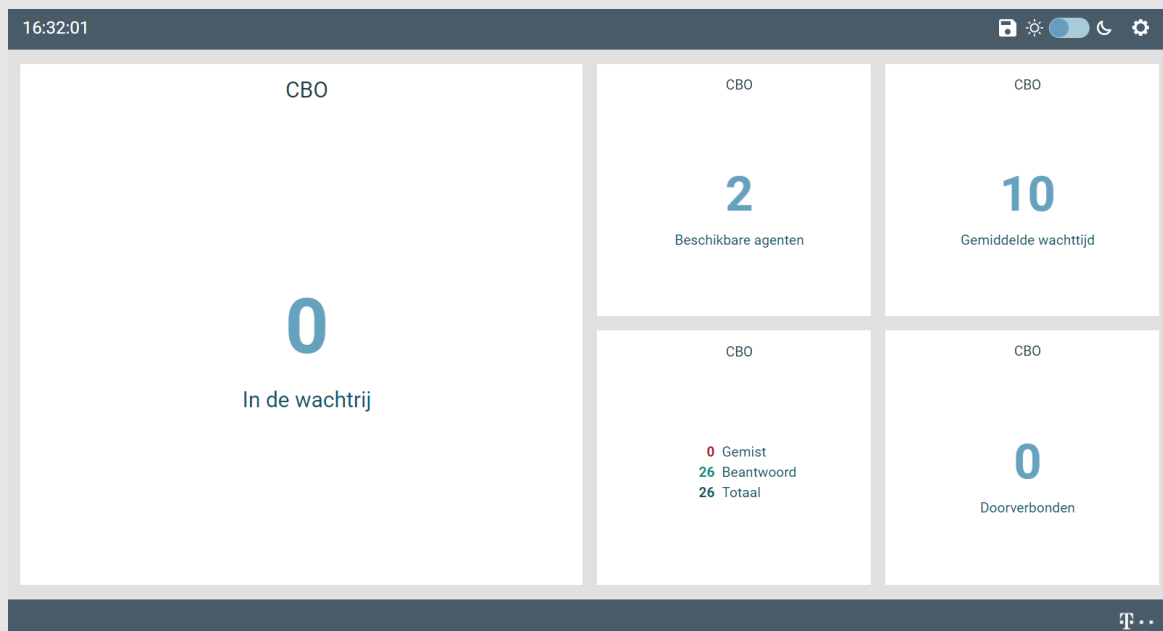 16:32:01
CBO
0
In de wachtrij
CBO
2
Beschikbare agenten
CBO
10
Gemiddelde wachttijd
CBO
0 Gemist
26 Beantwoord
26 Totaal
CBO
0
Doorverbonden
T